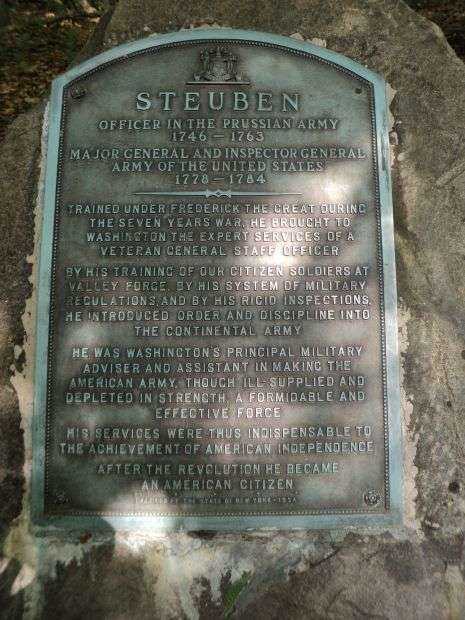 STEUBEN
OFFICER IN THE PRUSSIAN ARMY
1746 – 1763
MAJOR GENERAL AND INSPECTOR GENERAL
ARMY OF THE UNITED STATES
1778 – 1784
TRAINED UNDER FREDERICK THE GREAT DURING
THE SEVEN YEARS WAR, HE BROUGHT TO
WASHINGTON THE EXPERT SERVICES OF A
VETERAN GENERAL STAFF OFFICER
BY HIS TRAINING OF OUR CITIZEN SOLDIERS AT
VALLEY FORGE, BY HIS SYSTEM OF MILITARY
REGULATIONS, AND BY HIS RIGID INSPECTIONS,
HE INTRODUCED ORDER AND DISCIPLINE INTO
THE CONTINENTAL ARMY
HE WAS WASHINGTON'S PRINCIPAL MILITARY
ADVISER AND ASSISTANT IN MAKING THE
AMERICAN ARMY, THOUGH ILL-SUPPLIED AND
DEPLETED IN STRENGTH, A FORMIDABLE AND
EFFECTIVE FORCE
HIS SERVICES WERE THUS INDISPENSABLE TO
THE ACHIEVEMENT OF AMERICAN INDEPENDENCE
AFTER THE REVOLUTION HE BECAME
AN AMERICAN CITIZEN
BY THE STATE OF NEW YORK